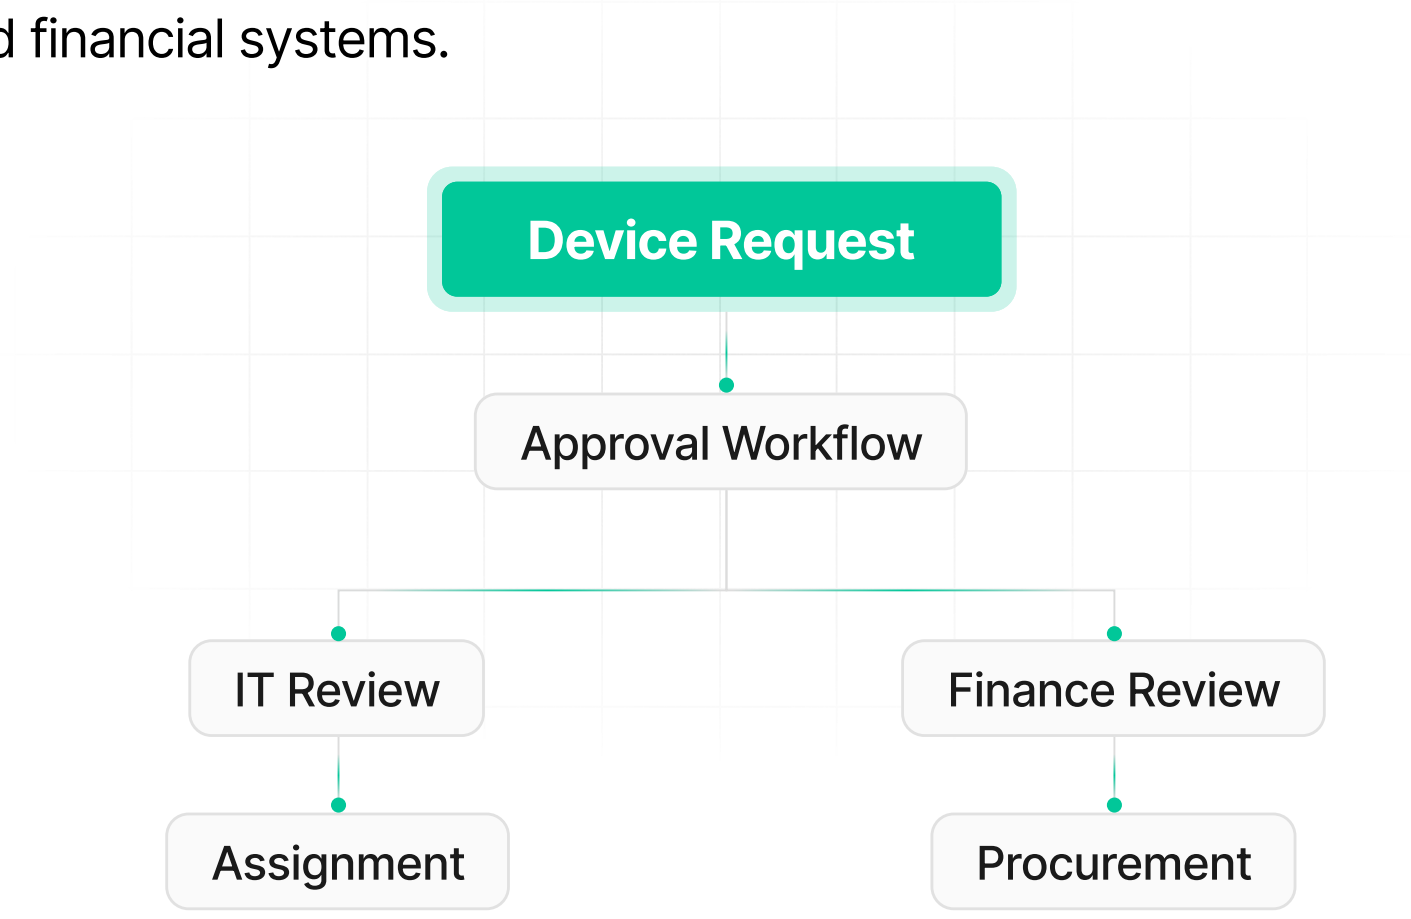 financial systems.
Device Request
Approval Workflow
IT Review
Finance Review
Assignment
Procurement